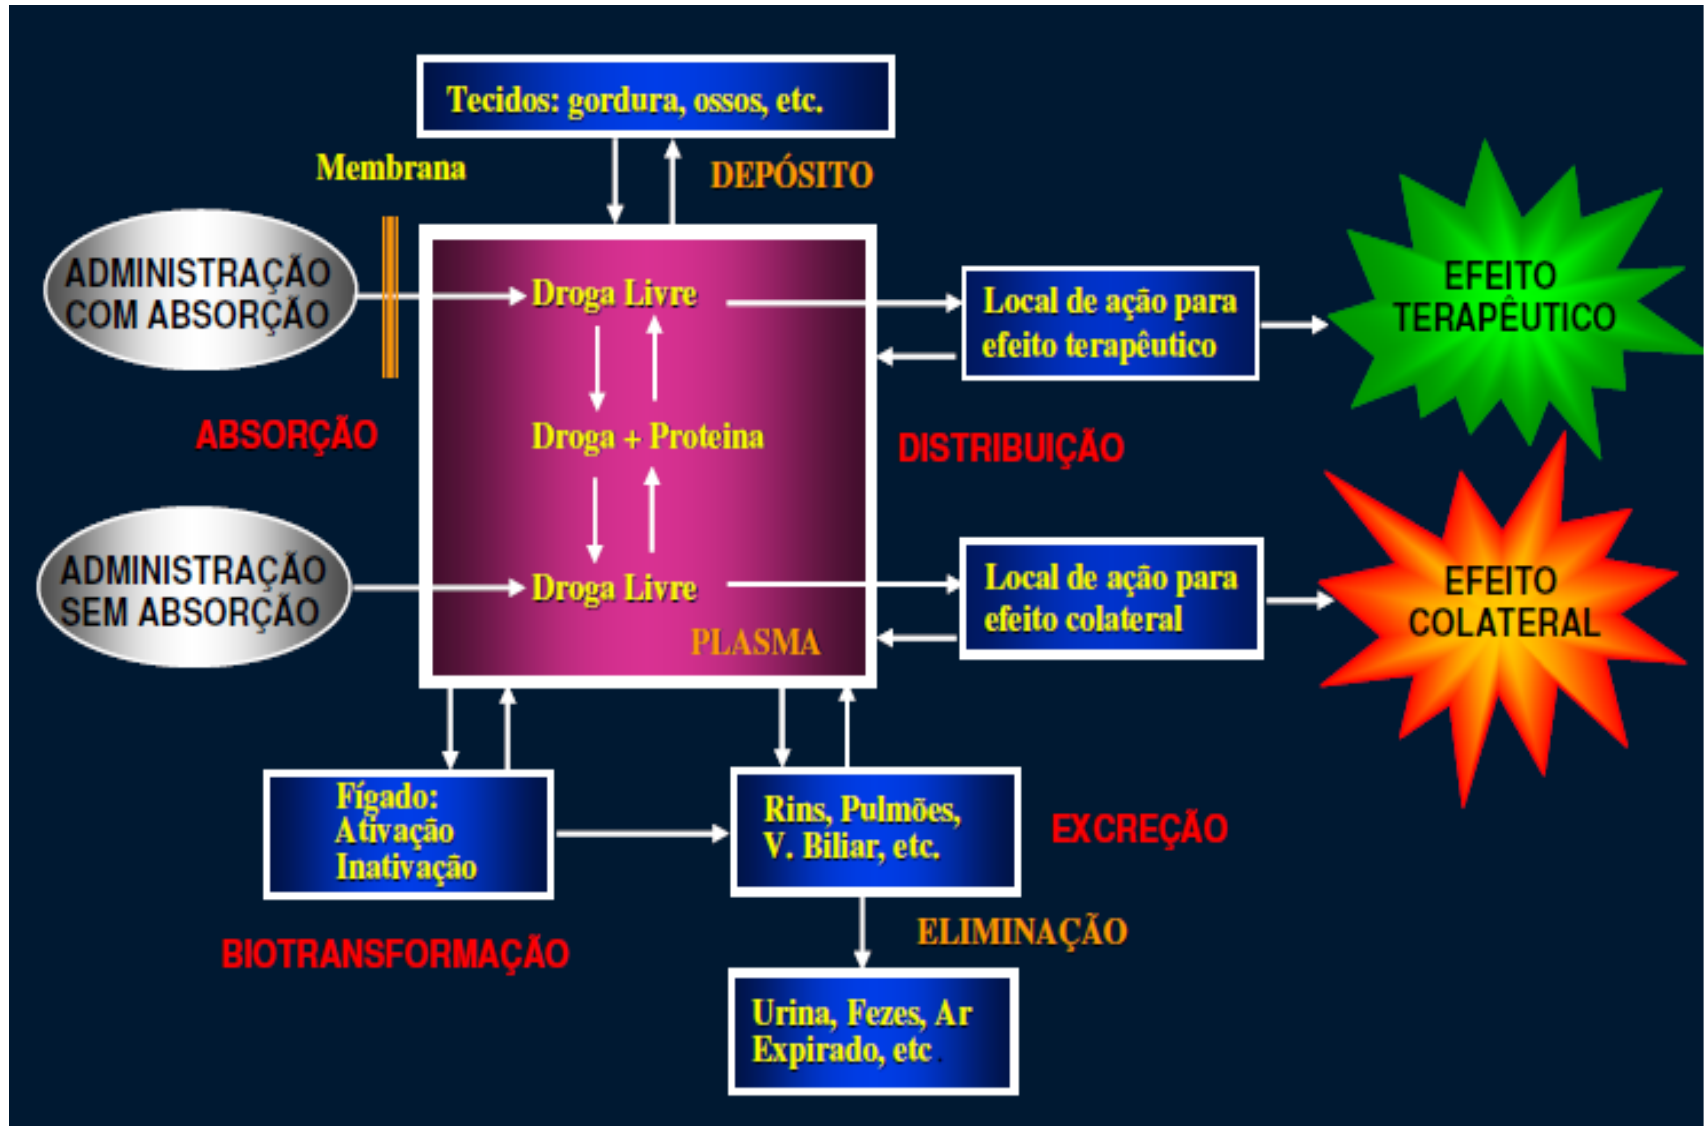 Tecidos: gordura, ossos, etc.
Membrana
DEPÓSITO
ADMINISTRAÇÃO
COM ABSORÇÃO
Droga Livre
Local de ação para
efeito terapêutico
EFEITO
TERAPÊUTICO
ABSORÇÃO
Droga + Proteina
DISTRIBUIÇÃO
ADMINISTRAÇÃO
SEM ABSORÇÃO
Droga Livre
PLASMA
Local de ação para
efeito colateral
EFEITO
COLATERAL
Fígado:
Ativação
Inativação
Rins, Pulmões,
V. Biliar, etc.
EXCREÇÃO
BIOTRANSFORMAÇÃO
ELIMINAÇÃO
Urina, Fezes, Ar
Expirado, etc .